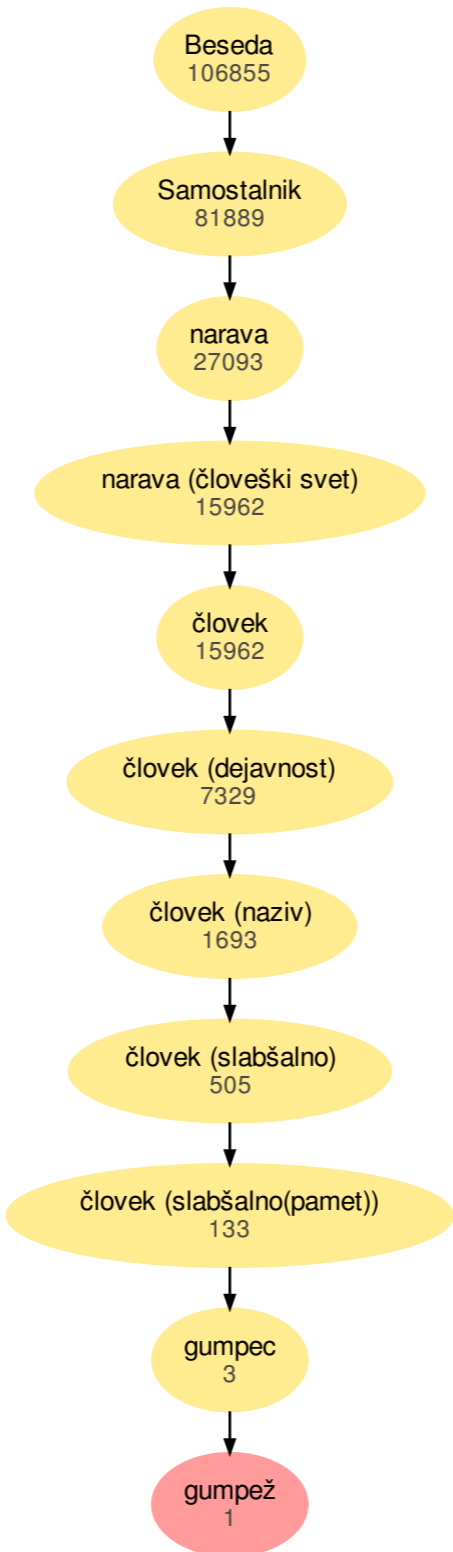 Beseda
106855
Samostalnik
81889
narava
27093
narava (človeški svet)
15962
človek
15962
človek (dejavnost)
7329
človek (naziv)
1693
človek (slabšalno)
505
človek (slabšalno(pamet))
133
gumpec
3
gumpež
1